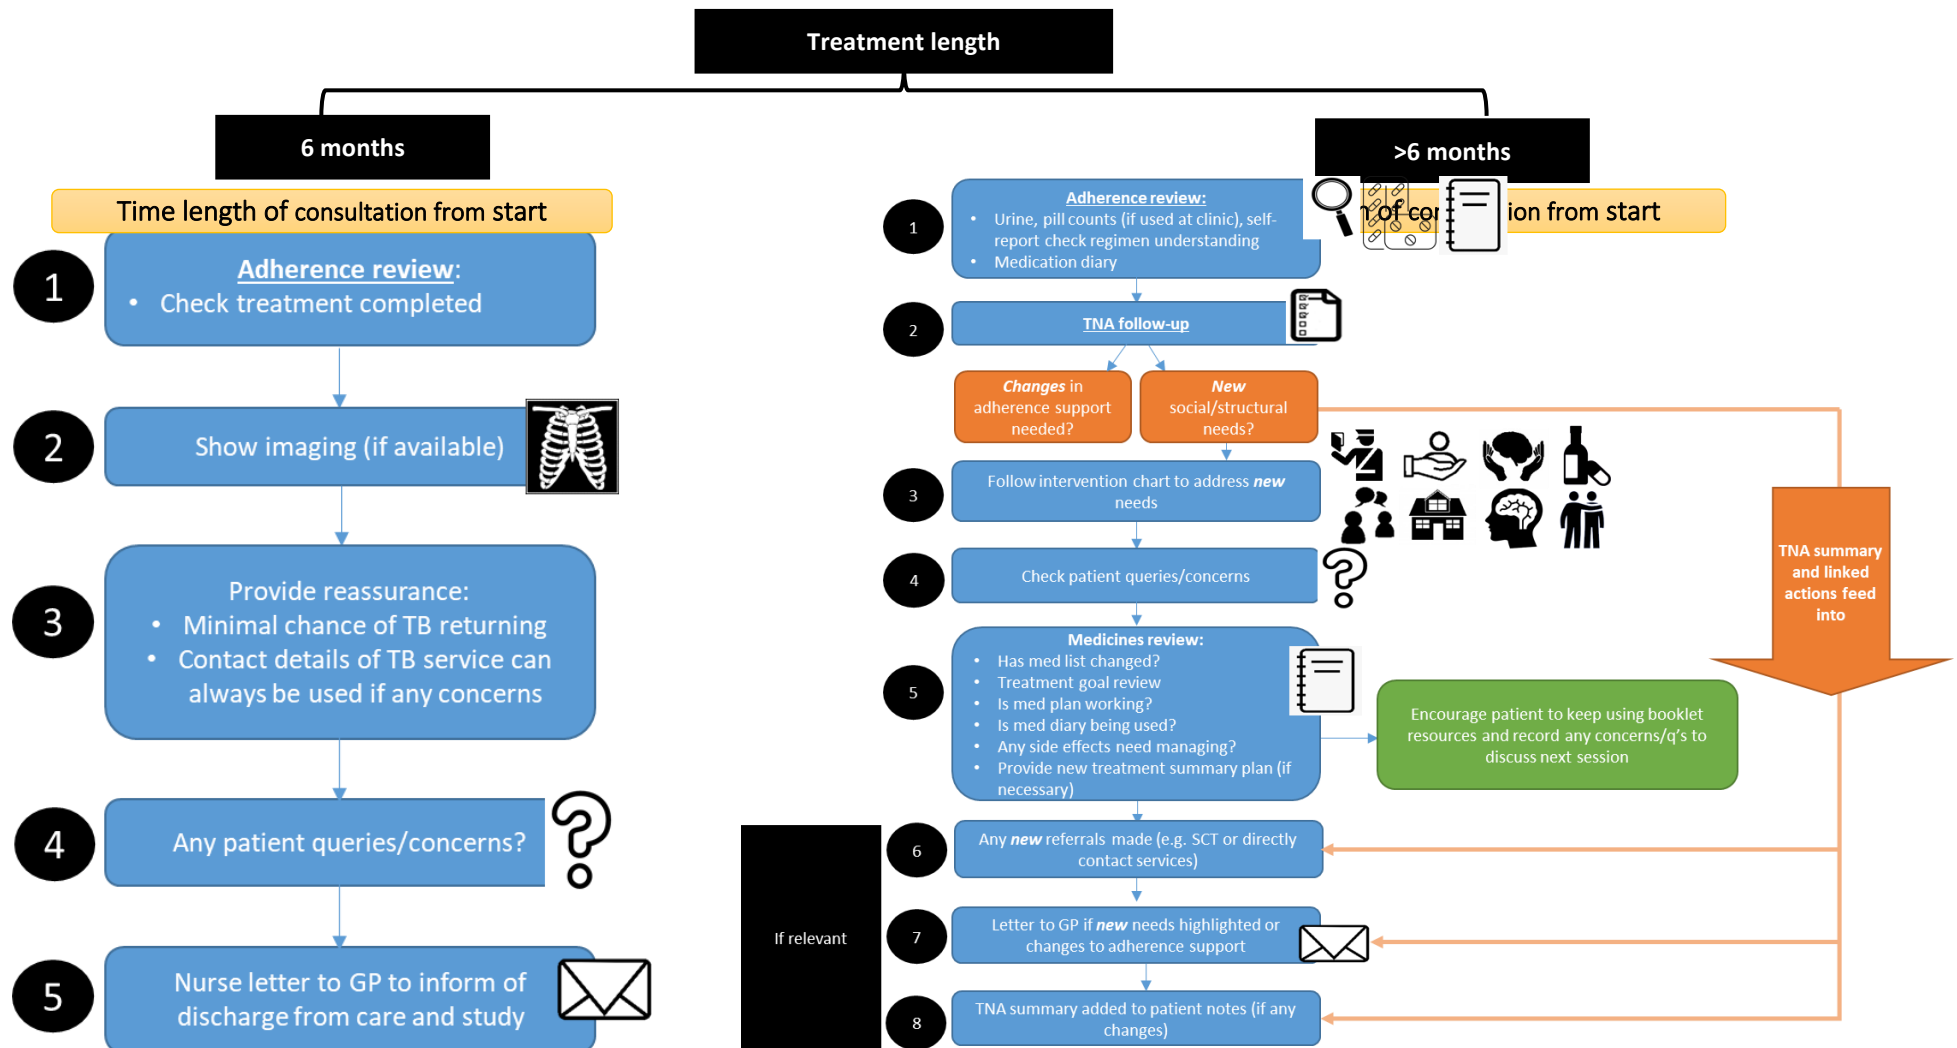 Treatment length
6 months
Time length of consultation from start
1
Adherence review:
• Check treatment completed
2
Show imaging (if available)
3
Provide reassurance:
• Minimal chance of TB returning
• Contact details of TB service can
always be used if any concerns
4
Any patient queries/concerns?
5
Nurse letter to GP to inform of
discharge from care and study
>6 months
of con
ion from start
1
Adherence review:
• Urine, pill counts (if used at clinic), self-
report check regimen understanding
• Medication diary
2
TNA follow-up
Changes in
adherence support
needed?
New
social/structural
needs?
3
Follow intervention chart to address new
needs
4
Check patient queries/concerns
5
Medicines review:
• Has med list changed?
• Treatment goal review
• Is med plan working?
• Is med diary being used?
• Any side effects need managing?
• Provide new treatment summary plan (if
necessary)
Encourage patient to keep using booklet
resources and record any concerns/q's to
discuss next session
TNA summary
and linked
actions feed
into
If relevant
6
Any new referrals made (e.g. SCT or directly
contact services)
7
Letter to GP if new needs highlighted or
changes to adherence support
8
TNA summary added to patient notes (if any
changes)